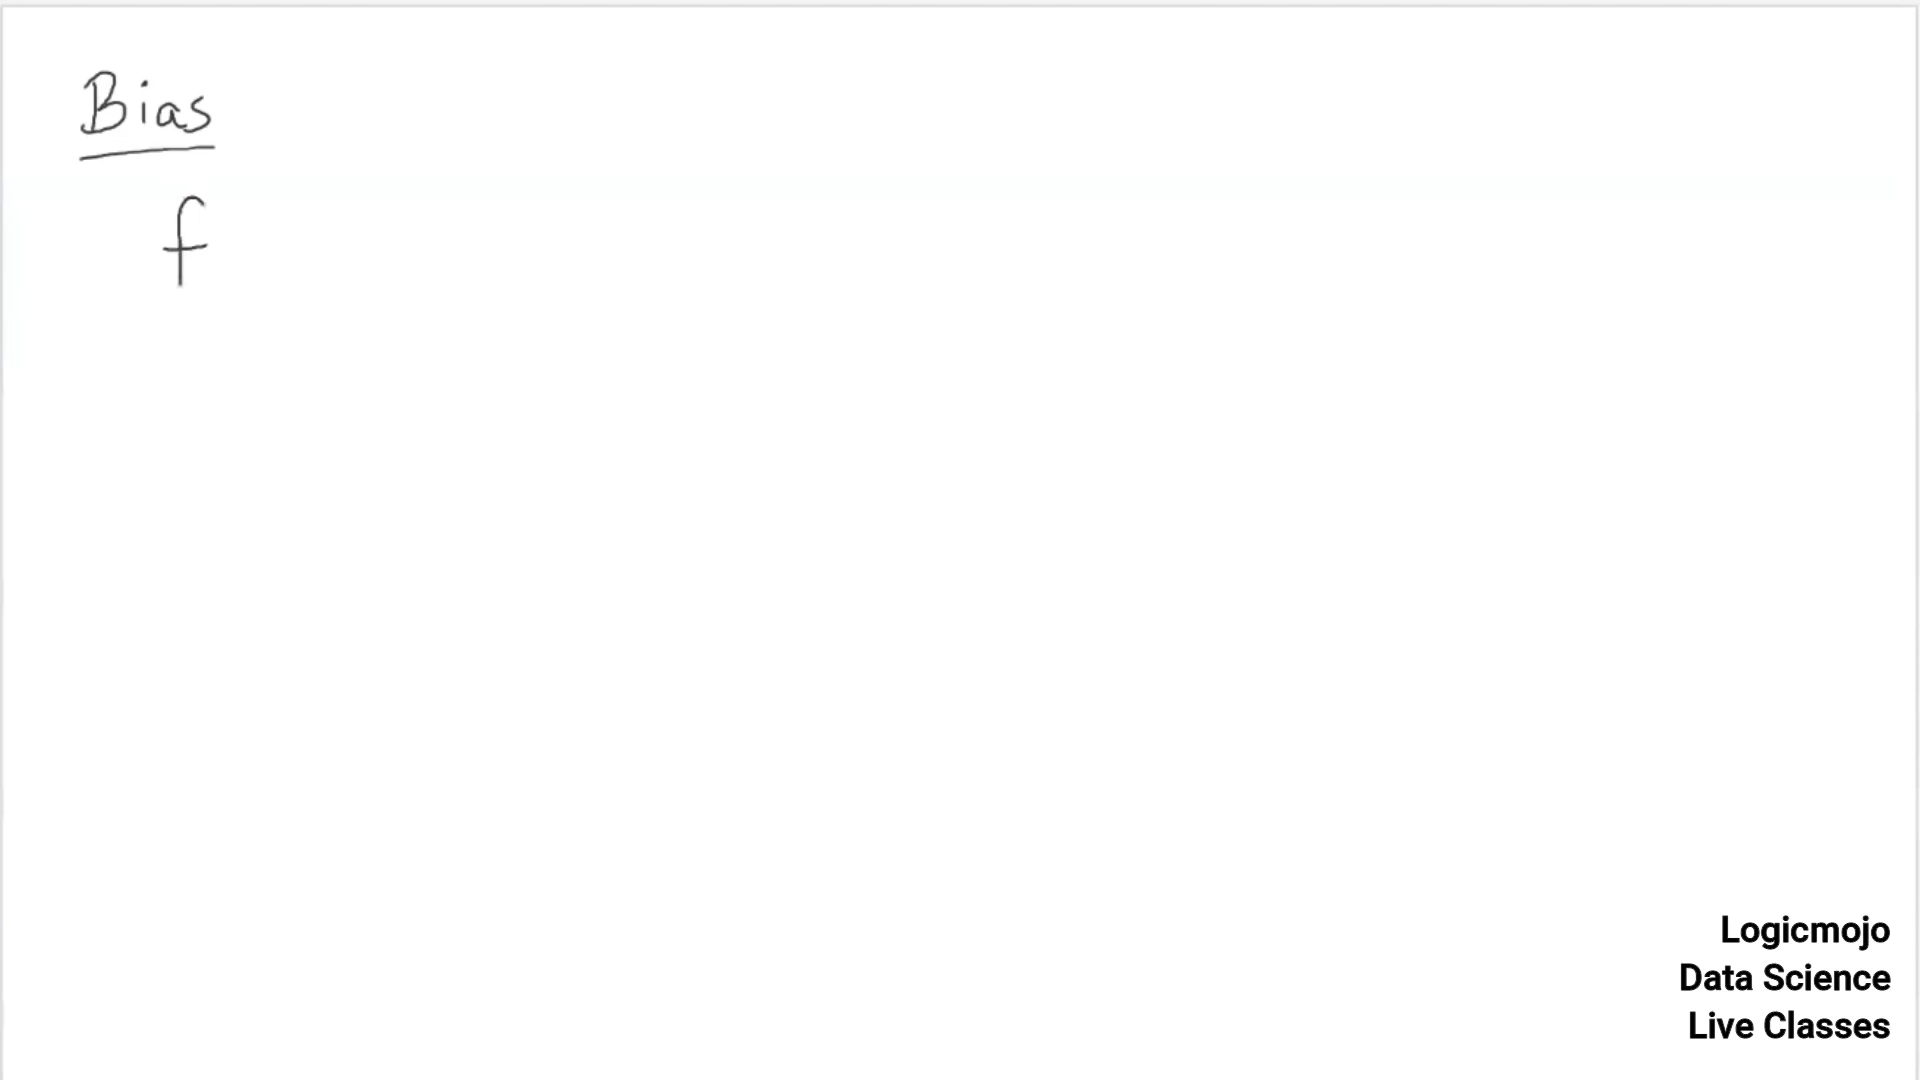 Bias
f
Logicmojo
Data Science
Live Classes